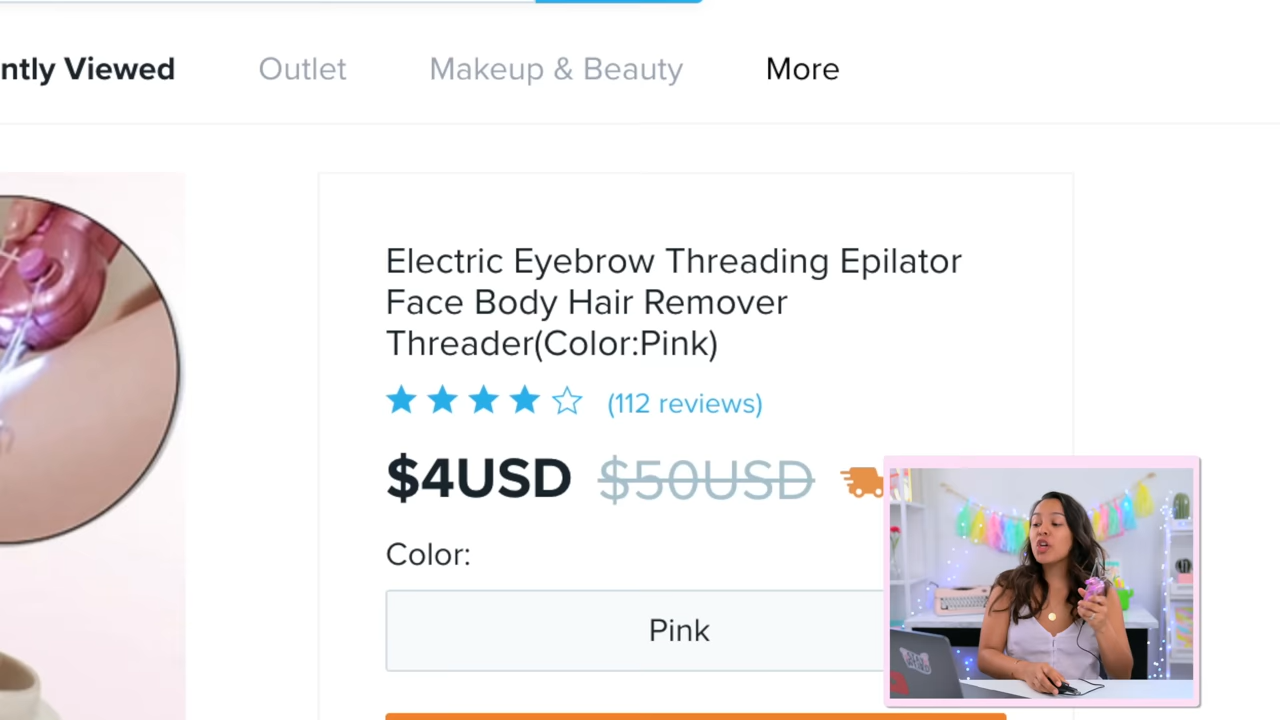 ntly Viewed Outlet Makeup & Beauty More
Electric Eyebrow Threading Epilator
Face Body Hair Remover
Threader(Color:Pink)
(112 reviews)
$4USD $50USD
Color:
Pink